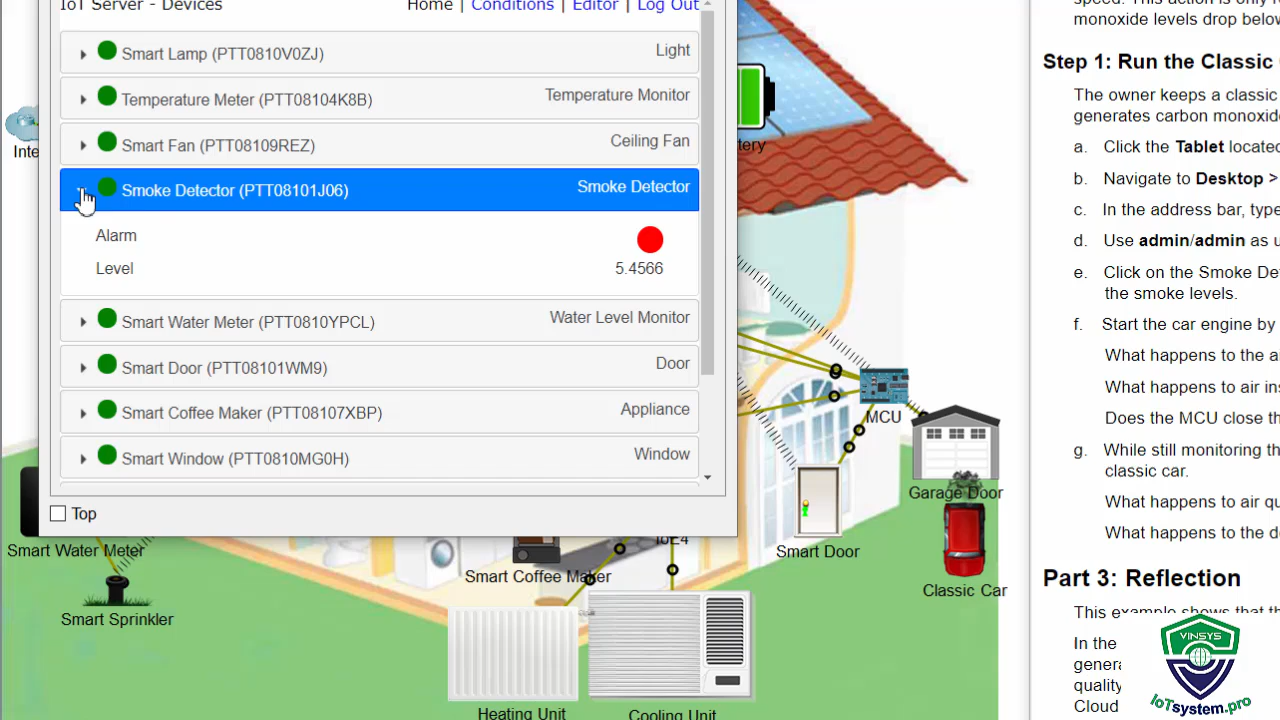 IoT Server - Devices
Home | Conditions | Editor | Log Out
Smart Lamp (PTT0810V0ZJ) Light
Temperature Meter (PTT08104K8B) Temperature Monitor
Smart Fan (PTT08109REZ) Ceiling Fan
Smoke Detector (PTT08101J06) Smoke Detector
Alarm
Level 5.4566
Smart Water Meter (PTT0810YPCL) Water Level Monitor
Smart Door (PTT08101WM9) Door
Smart Coffee Maker (PTT08107XBP) Appliance
Smart Window (PTT0810MG0H) Window
Top
Inte
tery
MCU
Garage Door
Smart Door
Classic Car
IoE4
Smart Water Meter
Smart Coffee Maker
Smart Sprinkler
Heating Unit
Cooling Unit
speed. This action is only
monoxide levels drop below
Step 1: Run the Classic
The owner keeps a classic
generates carbon monoxide
a. Click the Tablet located
b. Navigate to Desktop >
c. In the address bar, type
d. Use admin/admin as u
e. Click on the Smoke De
the smoke levels.
f. Start the car engine by
What happens to the a
What happens to air in
Does the MCU close th
g. While still monitoring th
classic car.
What happens to air qu
What happens to the d
Part 3: Reflection
This example shows that th
In the
genera
quality
Cloud
VINSYS
IoTsystem.pro